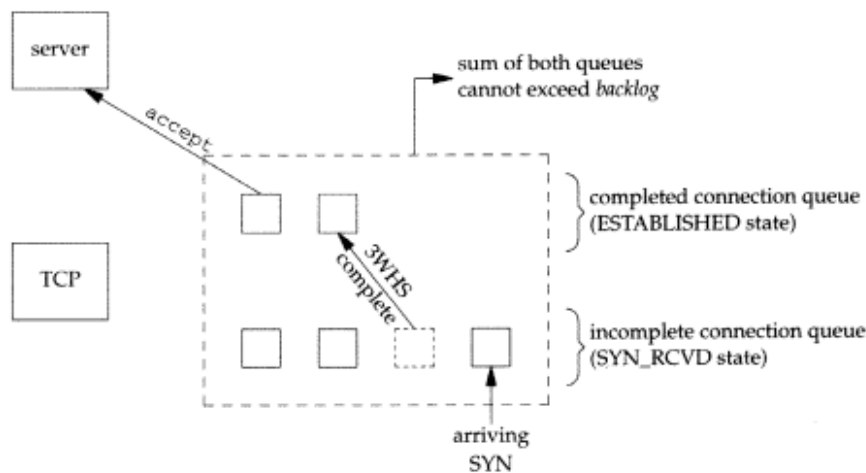 server
sum of both queues
cannot exceed backlog
accept
completed connection queue
(ESTABLISHED state)
3WHS
complete
TCP
incomplete connection queue
(SYN_RCVD state)
arriving
SYN